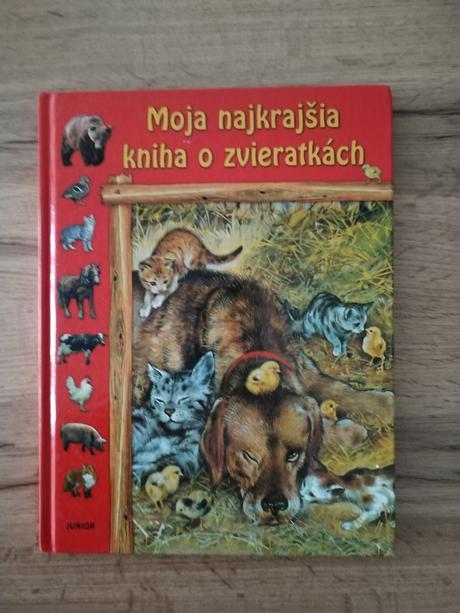 Moja najkrajšia
kniha o zvieratkách
JUNIOR